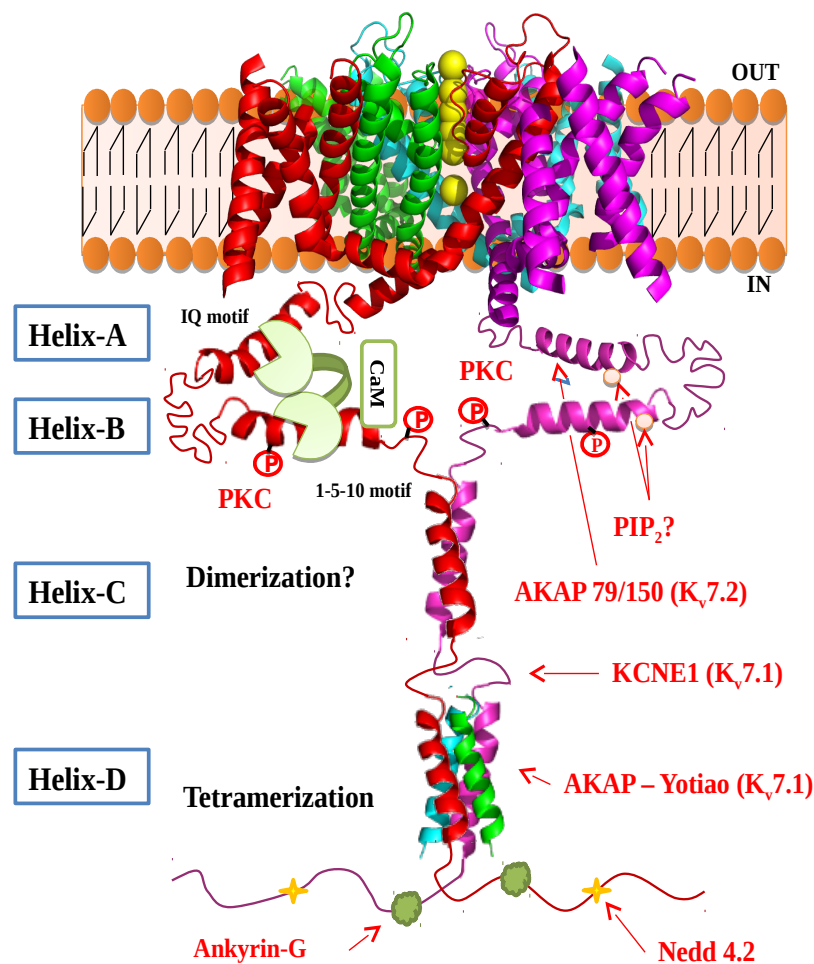 OUT
IN
IQ motif
Helix-A
CaM
PKC
P
P
Helix-B
P
P
PKC
1-5-10 motif
PIP2?
Helix-C
Dimerization?
AKAP 79/150 (Kv7.2)
KCNE1 (Kv7.1)
Helix-D
Tetramerization
AKAP – Yotiao (Kv7.1)
Ankyrin-G
Nedd 4.2